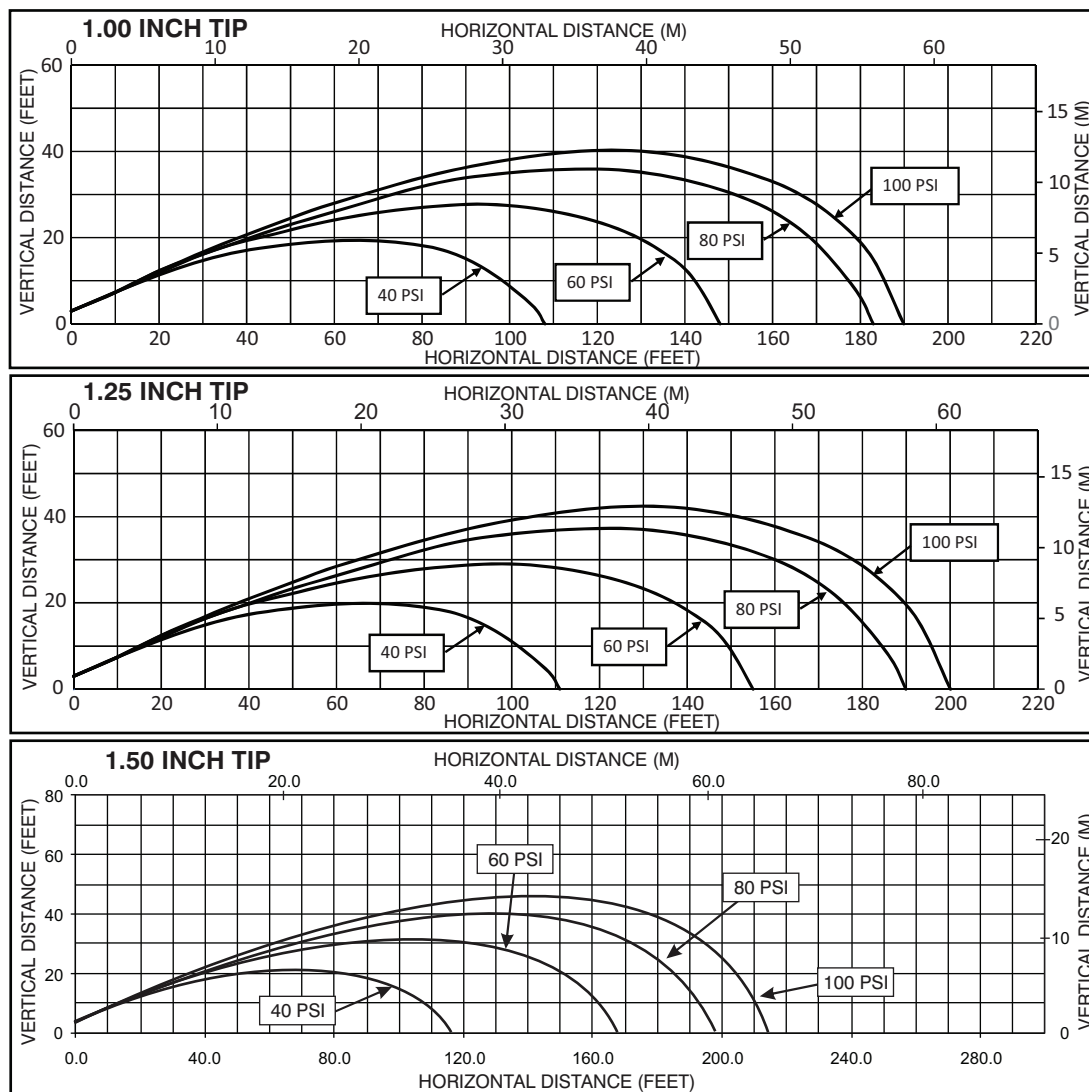 1.00 INCH TIP
HORIZONTAL DISTANCE (M)
0 10 20 30 40 50 60
VERTICAL DISTANCE (FEET)
60
40
20
0
15
10
5
0
VERTICAL DISTANCE (M)
100 PSI
80 PSI
60 PSI
40 PSI
0 20 40 60 80 100 120 140 160 180 200 220
HORIZONTAL DISTANCE (FEET)
1.25 INCH TIP
HORIZONTAL DISTANCE (M)
0 10 20 30 40 50 60
VERTICAL DISTANCE (FEET)
60
40
20
0
15
10
5
0
VERTICAL DISTANCE (M)
100 PSI
80 PSI
60 PSI
40 PSI
0 20 40 60 80 100 120 140 160 180 200 220
HORIZONTAL DISTANCE (FEET)
1.50 INCH TIP
HORIZONTAL DISTANCE (M)
0.0 20.0 40.0 60.0 80.0
VERTICAL DISTANCE (FEET)
80
60
40
20
0
20
10
0
VERTICAL DISTANCE (M)
60 PSI
80 PSI
100 PSI
40 PSI
0.0 40.0 80.0 120.0 160.0 200.0 240.0 280.0
HORIZONTAL DISTANCE (FEET)